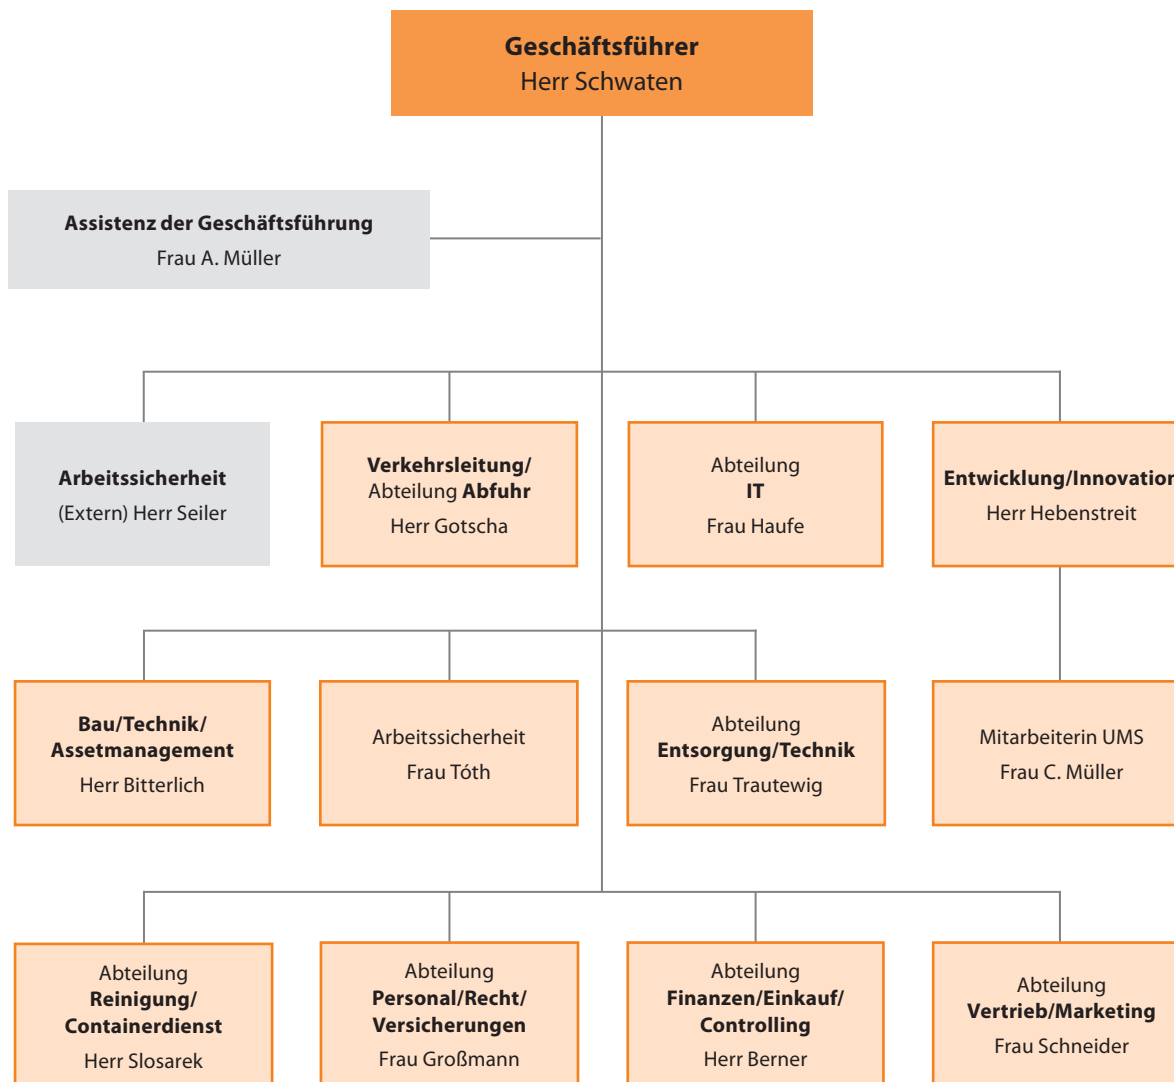 Geschäftsführer
Herr Schwaten
Assistenz der Geschäftsführung
Frau A. Müller
Arbeitssicherheit
(Extern) Herr Seiler
Verkehrsleitung/
Abteilung Abfuhr
Herr Gotscha
Abteilung
IT
Frau Haufe
Entwicklung/Innovation
Herr Hebenstreit
Bau/Technik/
Assetmanagement
Herr Bitterlich
Arbeitssicherheit
Frau Tóth
Abteilung
Entsorgung/Technik
Frau Trautewig
Mitarbeiterin UMS
Frau C. Müller
Abteilung
Reinigung/
Containerdienst
Herr Slosarek
Abteilung
Personal/Recht/
Versicherungen
Frau Großmann
Abteilung
Finanzen/Einkauf/
Controlling
Herr Berner
Abteilung
Vertrieb/Marketing
Frau Schneider